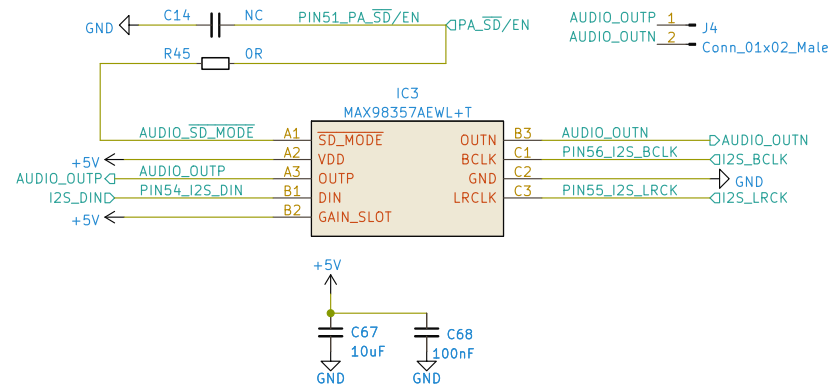 C14 NC PIN51_PA_SD/EN
GND PA_SD/EN
AUDIO_OUTP 1
AUDIO_OUTN 2
J4
Conn_01x02_Male
R45 0R
IC3
MAX98357AEWL+T
AUDIO_SD_MODE A1 SD_MODE OUTN B3 AUDIO_OUTN AUDIO_OUTN
+5V A2 VDD BCLK C1 PIN56_I2S_BCLK I2S_BCLK
AUDIO_OUTP AUDIO_OUTP A3 OUTP GND C2 GND
I2S_DIN PIN54_I2S_DIN B1 DIN LRCLK C3 PIN55_I2S_LRCK I2S_LRCK
+5V B2 GAIN_SLOT
+5V
C67 C68
10uF 100nF
GND GND